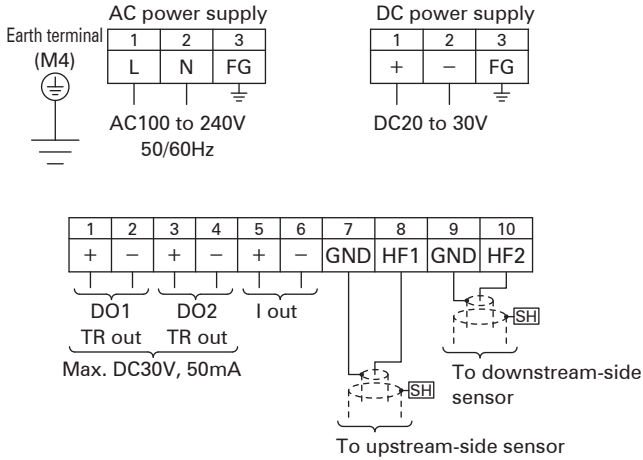 AC power supply
DC power supply
Earth terminal
(M4)
1 2 3
L N FG
1 2 3
+ − FG
AC100 to 240V
50/60Hz
DC20 to 30V
1 2 3 4 5 6 7 8 9 10
+ − + − + − GND HF1 GND HF2
DO1 DO2 I out
TR out TR out
Max. DC30V, 50mA
SH
To downstream-side
sensor
SH
To upstream-side sensor